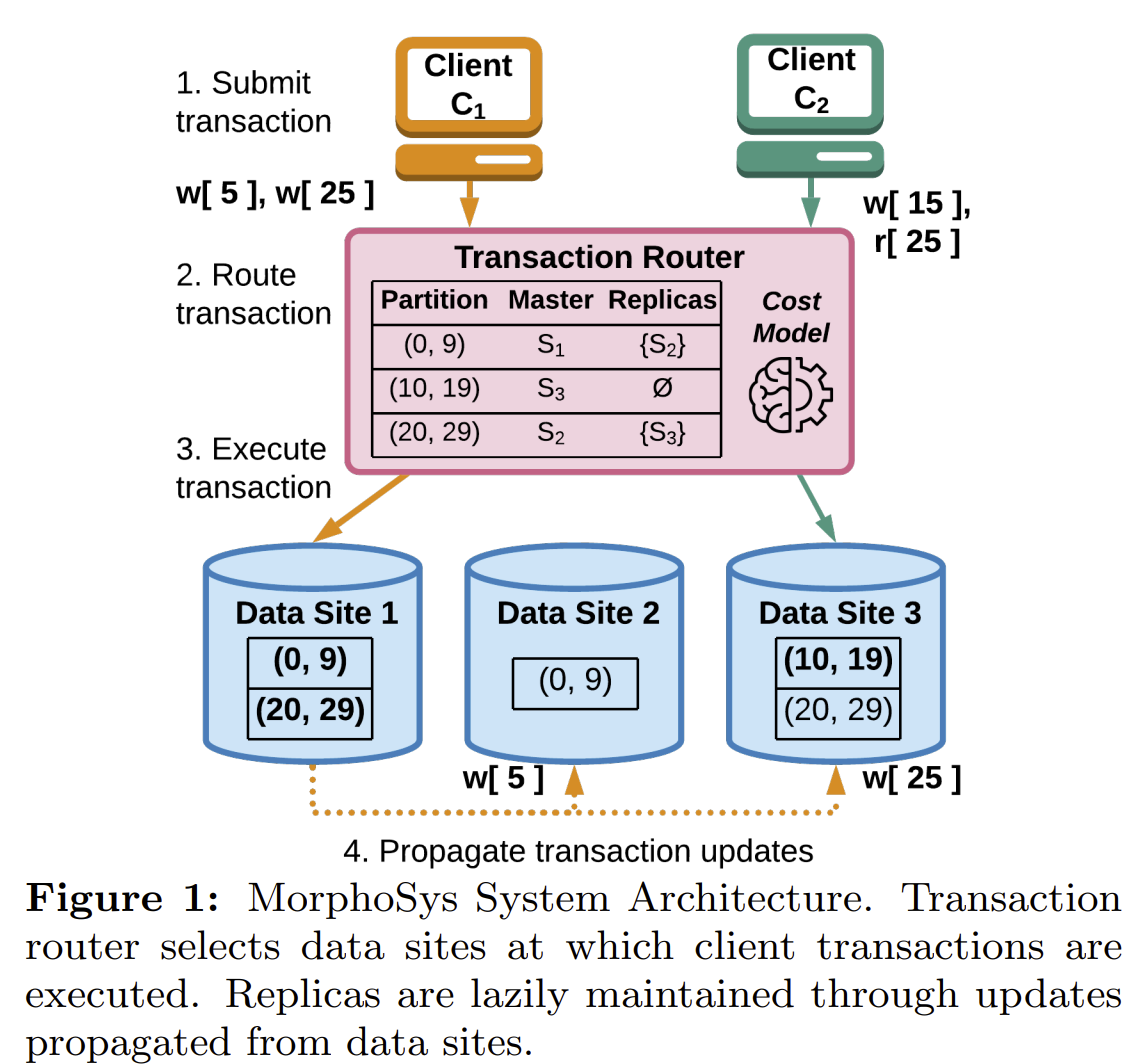 1. Submit
transaction
Client
C₁
Client
C₂
w[ 5 ], w[ 25 ]
w[ 15 ],
r[ 25 ]
2. Route
transaction
Transaction Router
Partition Master Replicas
(0, 9) S₁ {S₂}
(10, 19) S₃ Ø
(20, 29) S₂ {S₃}
Cost
Model
3. Execute
transaction
Data Site 1
(0, 9)
(20, 29)
Data Site 2
(0, 9)
Data Site 3
(10, 19)
(20, 29)
w[ 5 ]
w[ 25 ]
4. Propagate transaction updates
Figure 1: MorphoSys System Architecture. Transaction
router selects data sites at which client transactions are
executed. Replicas are lazily maintained through updates
propagated from data sites.